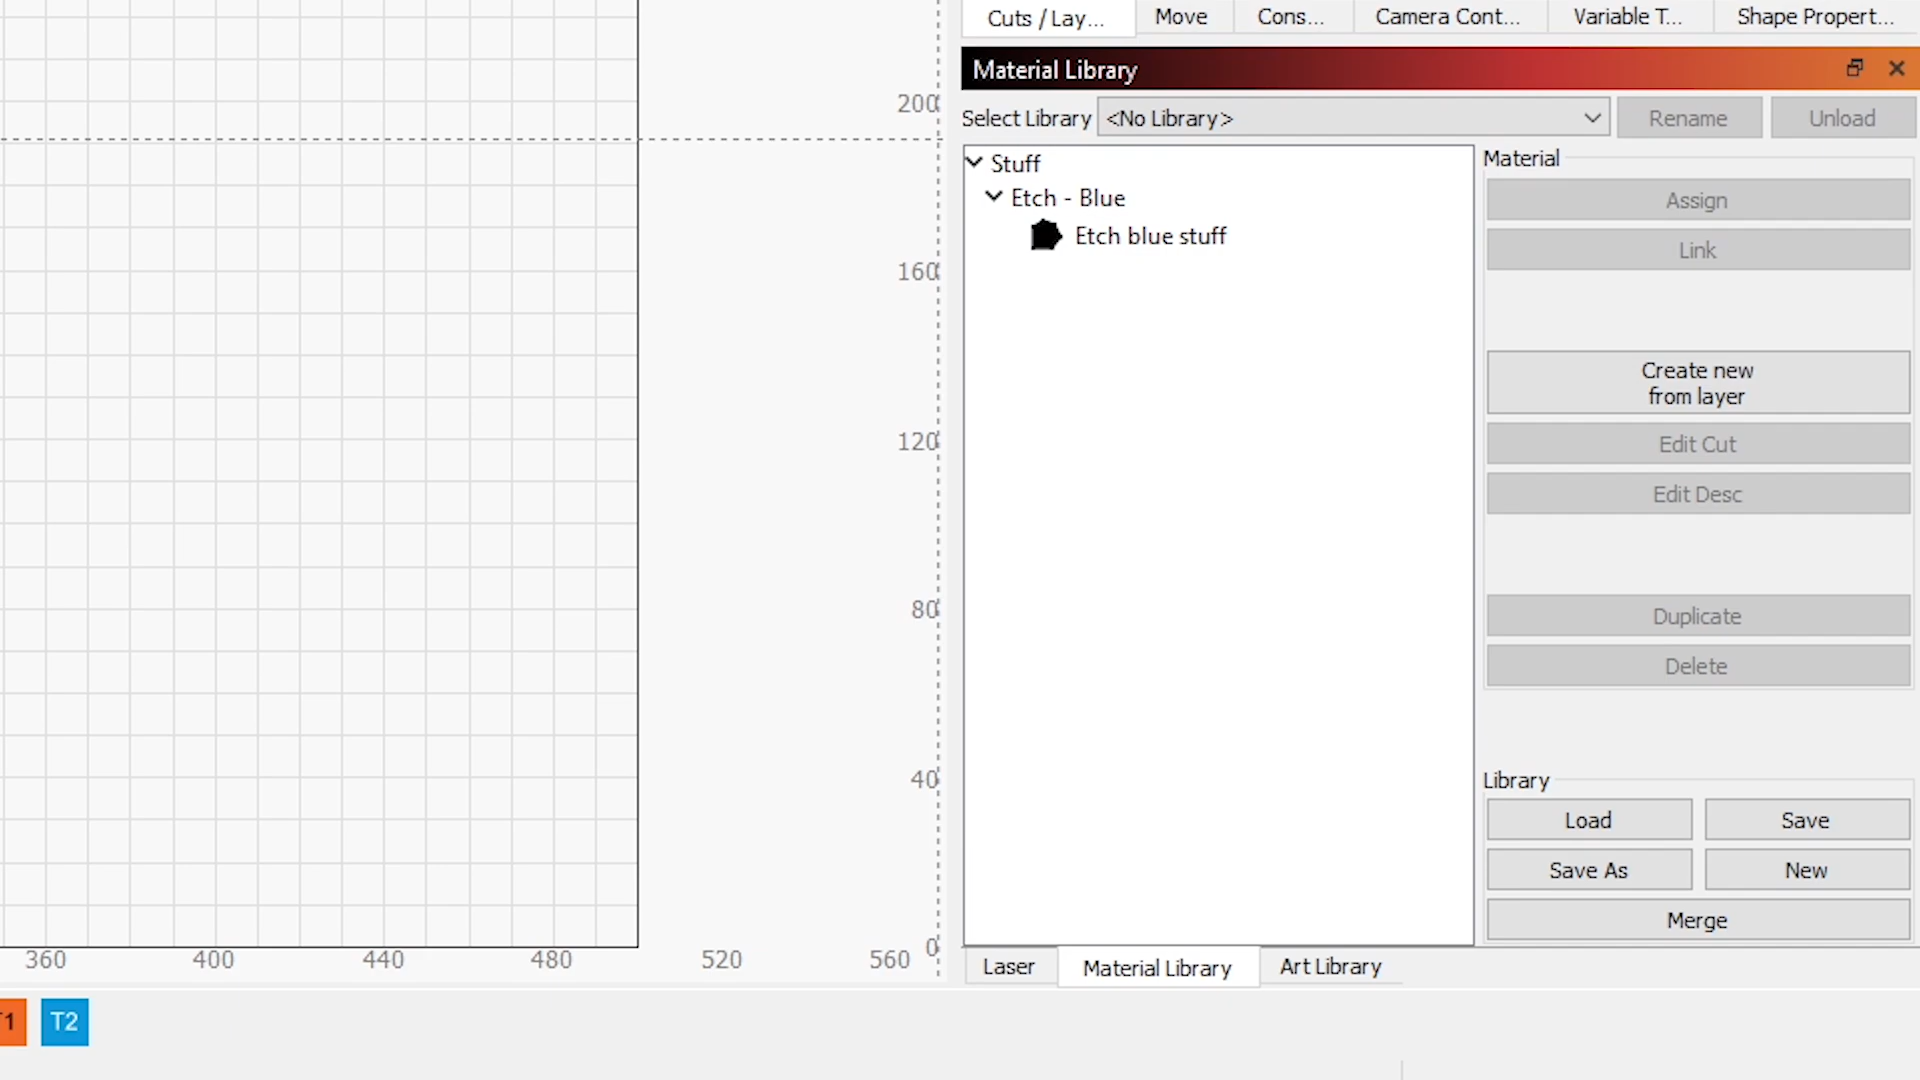 Cuts / Lay...
Move
Cons...
Camera Cont...
Variable T...
Shape Propert...
Material Library
Select Library
<No Library>
Rename
Unload
Stuff
Etch - Blue
Etch blue stuff
Material
Assign
Link
Create new
from layer
Edit Cut
Edit Desc
Duplicate
Delete
Library
Load
Save
Save As
New
Merge
Laser
Material Library
Art Library
200
160
120
80
40
0
360
400
440
480
520
560
T1
T2